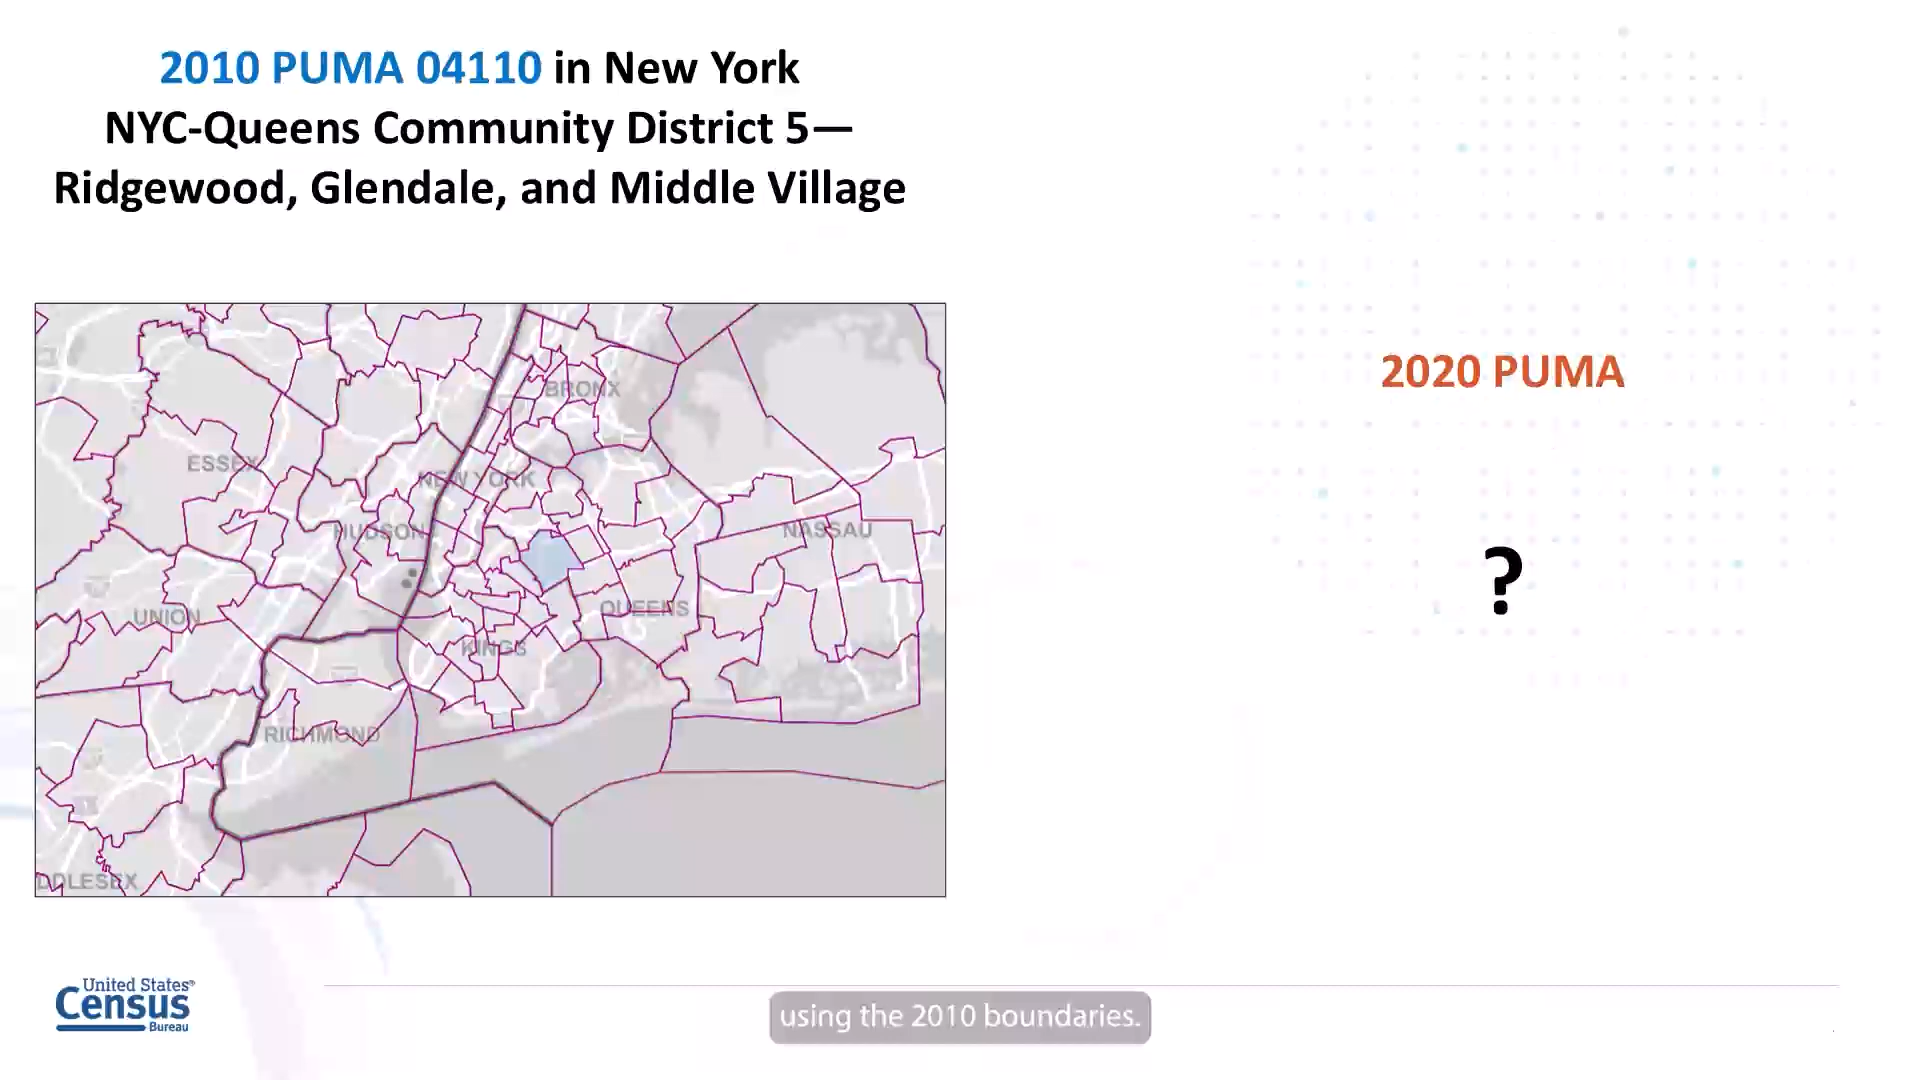 2010 PUMA 04110 in New York
NYC-Queens Community District 5—
Ridgewood, Glendale, and Middle Village
2020 PUMA
?
BRONX
ESSEX
NEW YORK
HUDSON
NASSAU
UNION
QUEENS
KINGS
RICHMOND
DDLESEX
United States®
Census
Bureau
using the 2010 boundaries.